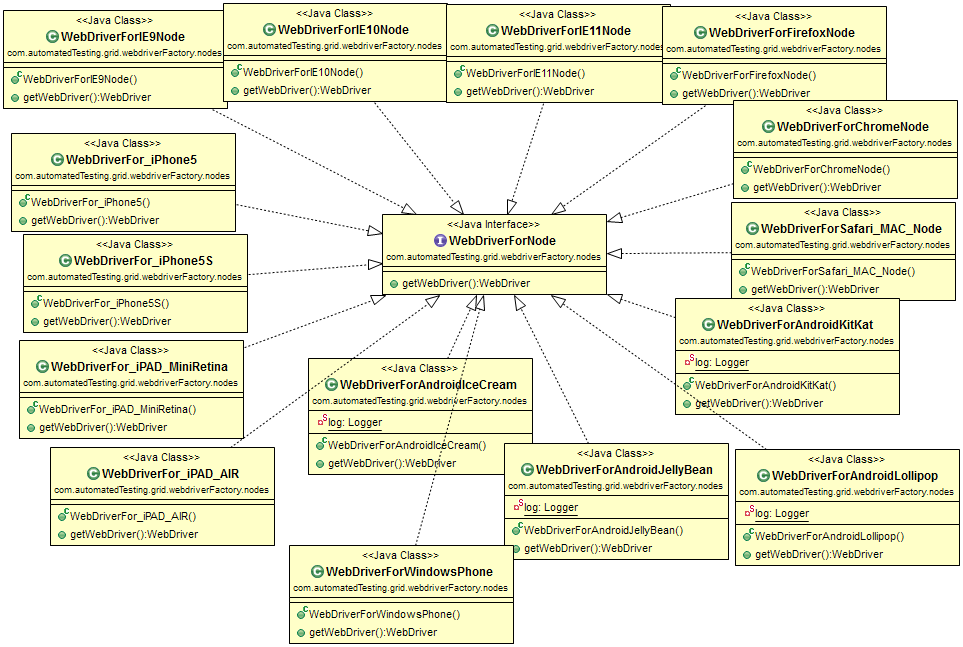 <<Java Class>>
WebDriverForIE9Node
com.automatedTesting.grid.webdriverFactory.nodes
WebDriverForIE9Node()
getWebDriver():WebDriver
<<Java Class>>
WebDriverForIE10Node
com.automatedTesting.grid.webdriverFactory.nodes
WebDriverForIE10Node()
getWebDriver():WebDriver
<<Java Class>>
WebDriverForIE11Node
com.automatedTesting.grid.webdriverFactory.nodes
WebDriverForIE11Node()
getWebDriver():WebDriver
<<Java Class>>
WebDriverForFirefoxNode
com.automatedTesting.grid.webdriverFactory.nodes
WebDriverForFirefoxNode()
getWebDriver():WebDriver
<<Java Class>>
WebDriverForChromeNode
com.automatedTesting.grid.webdriverFactory.nodes
WebDriverForChromeNode()
getWebDriver():WebDriver
<<Java Class>>
WebDriverFor_iPhone5
com.automatedTesting.grid.webdriverFactory.nodes
WebDriverFor_iPhone5()
getWebDriver():WebDriver
<<Java Interface>>
WebDriverForNode
com.automatedTesting.grid.webdriverFactory.nodes
getWebDriver():WebDriver
<<Java Class>>
WebDriverForSafari_MAC_Node
com.automatedTesting.grid.webdriverFactory.nodes
WebDriverForSafari_MAC_Node()
getWebDriver():WebDriver
<<Java Class>>
WebDriverFor_iPhone5S
com.automatedTesting.grid.webdriverFactory.nodes
WebDriverFor_iPhone5S()
getWebDriver():WebDriver
<<Java Class>>
WebDriverForAndroidKitKat
com.automatedTesting.grid.webdriverFactory.nodes
log: Logger
WebDriverForAndroidKitKat()
getWebDriver():WebDriver
<<Java Class>>
WebDriverFor_iPAD_MiniRetina
com.automatedTesting.grid.webdriverFactory.nodes
WebDriverFor_iPAD_MiniRetina()
getWebDriver():WebDriver
<<Java Class>>
WebDriverForAndroidIceCream
com.automatedTesting.grid.webdriverFactory.nodes
log: Logger
WebDriverForAndroidIceCream()
getWebDriver():WebDriver
<<Java Class>>
WebDriverFor_iPAD_AIR
com.automatedTesting.grid.webdriverFactory.nodes
WebDriverFor_iPAD_AIR()
getWebDriver():WebDriver
<<Java Class>>
WebDriverForAndroidJellyBean
com.automatedTesting.grid.webdriverFactory.nodes
log: Logger
WebDriverForAndroidJellyBean()
getWebDriver():WebDriver
<<Java Class>>
WebDriverForAndroidLollipop
com.automatedTesting.grid.webdriverFactory.nodes
log: Logger
WebDriverForAndroidLollipop()
getWebDriver():WebDriver
<<Java Class>>
WebDriverForWindowsPhone
com.automatedTesting.grid.webdriverFactory.nodes
WebDriverForWindowsPhone()
getWebDriver():WebDriver